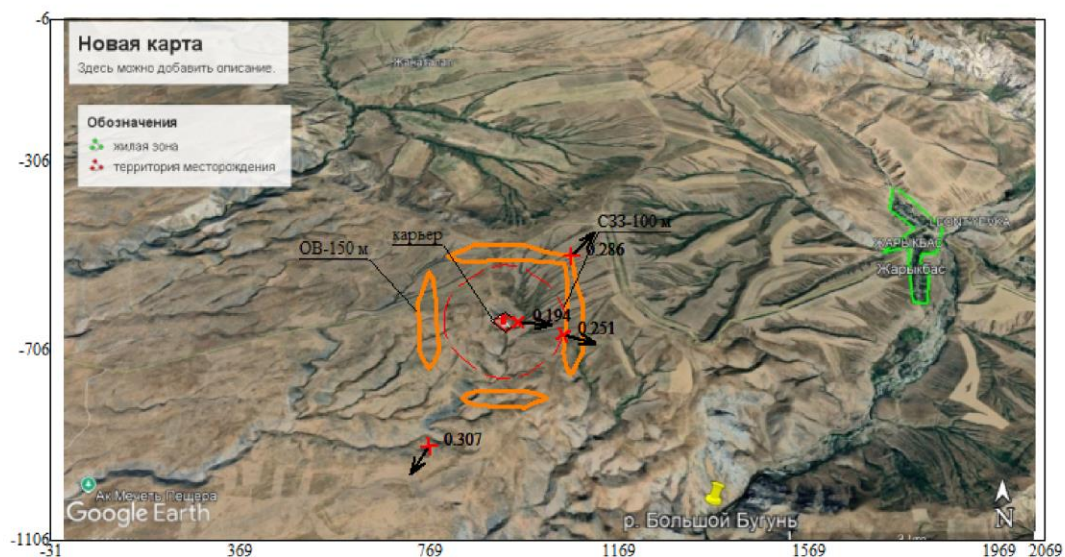 -6
Новая карта
Здесь можно добавить описание.
Обозначения
жилая зона
территория месторождения
-306
СЗЗ-100 м
карьер
ОВ-150 м
0.286
LEONT'YEVKA
ЖАРЫКБАС
Жарыкбас
0.194
0.251
-706
0.307
Ак Мечеть Пещера
Google Earth
р. Большой Бугунь
N
-1106
-31
369
769
1169
1569
1969
2069